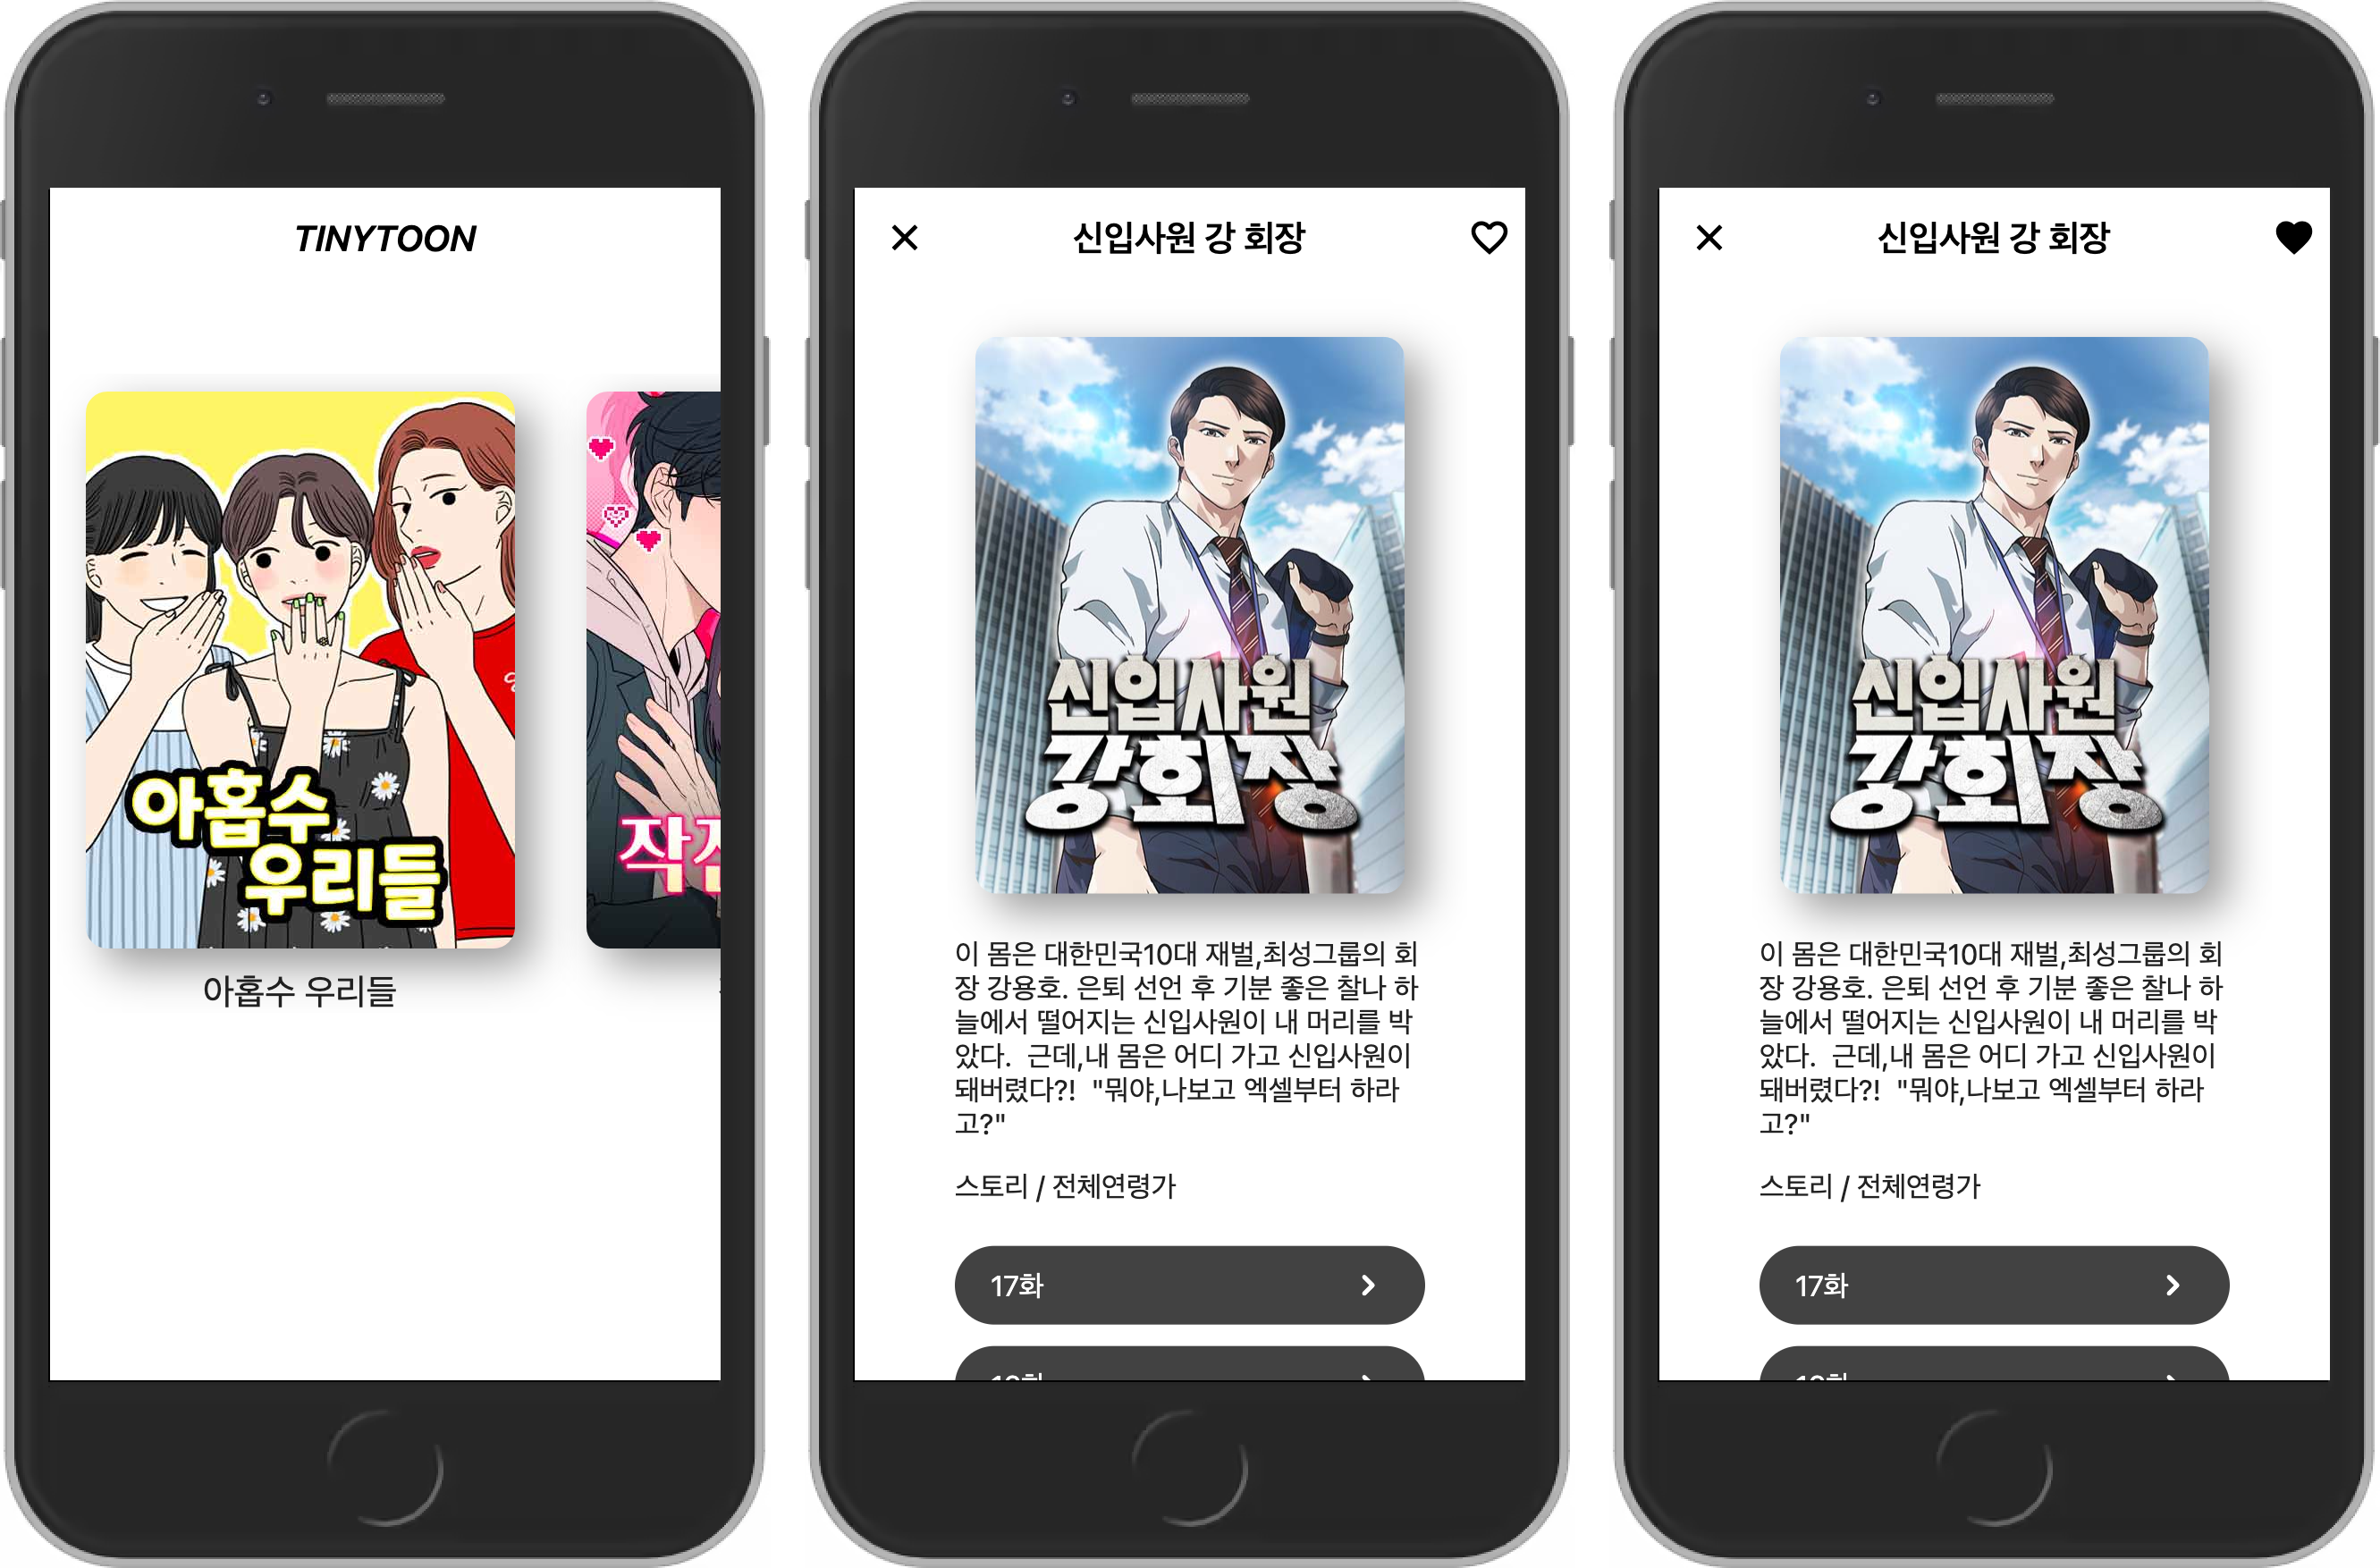 TINYTOON
아홉수
우리들
작전
아홉수 우리들
신입사원 강 회장
신입사원
강회장
이 몸은 대한민국10대 재벌,최성그룹의 회
장 강용호. 은퇴 선언 후 기분 좋은 찰나 하
늘에서 떨어지는 신입사원이 내 머리를 박
았다.  근데,내 몸은 어디 가고 신입사원이
돼버렸다?!  "뭐야,나보고 엑셀부터 하라
고?"
스토리 / 전체연령가
17화
신입사원 강 회장
신입사원
강회장
이 몸은 대한민국10대 재벌,최성그룹의 회
장 강용호. 은퇴 선언 후 기분 좋은 찰나 하
늘에서 떨어지는 신입사원이 내 머리를 박
았다.  근데,내 몸은 어디 가고 신입사원이
돼버렸다?!  "뭐야,나보고 엑셀부터 하라
고?"
스토리 / 전체연령가
17화